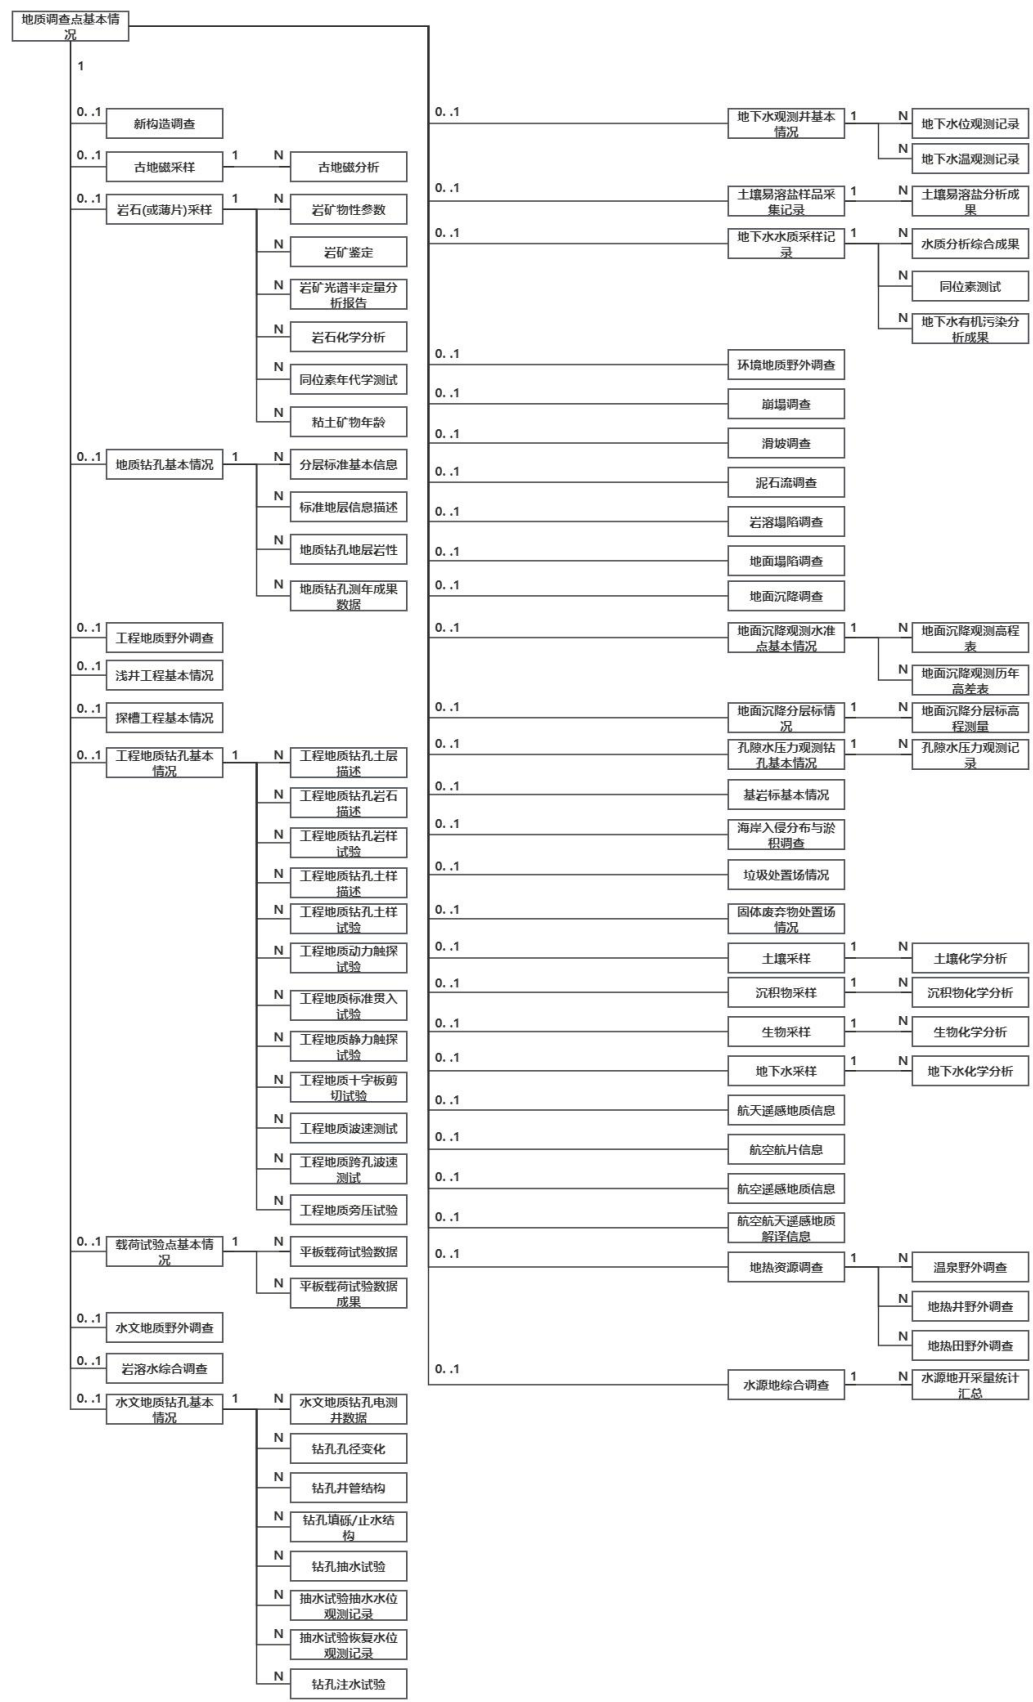 地质调查点基本情
况
1
0..1
新构造调查
0..1
古地磁采样
1
N
古地磁分析
0..1
岩石(或薄片)采样
1
N
岩矿物性参数
N
岩矿鉴定
N
岩矿光谱半定量分
析报告
N
岩石化学分析
N
同位素年代学测试
N
粘土矿物年龄
0..1
地质钻孔基本情况
1
N
分层标准基本信息
N
标准地层信息描述
N
地质钻孔地层岩性
N
地质钻孔测年成果
数据
0..1
工程地质野外调查
0..1
浅井工程基本情况
0..1
探槽工程基本情况
0..1
工程地质钻孔基本
情况
1
N
工程地质钻孔土层
描述
N
工程地质钻孔岩石
描述
N
工程地质钻孔岩样
试验
N
工程地质钻孔土样
描述
N
工程地质钻孔土样
试验
N
工程地质动力触探
试验
N
工程地质标准贯入
试验
N
工程地质静力触探
试验
N
工程地质十字板剪
切试验
N
工程地质波速测试
N
工程地质跨孔波速
测试
N
工程地质旁压试验
0..1
载荷试验点基本情
况
1
N
平板载荷试验数据
N
平板载荷试验数据
成果
0..1
水文地质野外调查
0..1
岩溶水综合调查
0..1
水文地质钻孔基本
情况
1
N
水文地质钻孔电测
井数据
N
钻孔孔径变化
N
钻孔井管结构
N
钻孔填砾/止水结
构
N
钻孔抽水试验
N
抽水试验抽水水位
观测记录
N
抽水试验恢复水位
观测记录
N
钻孔注水试验
0..1
地下水观测井基本
情况
1
N
地下水位观测记录
N
地下水温观测记录
0..1
土壤易溶盐样品采
集记录
1
N
土壤易溶盐分析成
果
0..1
地下水水质采样记
录
1
N
水质分析综合成果
N
同位素测试
N
地下水有机污染分
析成果
0..1
环境地质野外调查
0..1
崩塌调查
0..1
滑坡调查
0..1
泥石流调查
0..1
岩溶塌陷调查
0..1
地面塌陷调查
0..1
地面沉降调查
0..1
地面沉降观测水准
点基本情况
1
N
地面沉降观测高程
表
N
地面沉降观测历年
高差表
0..1
地面沉降分层标情
况
1
N
地面沉降分层标高
程测量
0..1
孔隙水压力观测钻
孔基本情况
1
N
孔隙水压力观测记
录
0..1
基岩标基本情况
0..1
海岸入侵分布与淤
积调查
0..1
垃圾处置场情况
0..1
固体废弃物处置场
情况
0..1
土壤采样
1
N
土壤化学分析
0..1
沉积物采样
1
N
沉积物化学分析
0..1
生物采样
1
N
生物化学分析
0..1
地下水采样
1
N
地下水化学分析
0..1
航天遥感地质信息
0..1
航空航片信息
0..1
航空遥感地质信息
0..1
航空航天遥感地质
解译信息
0..1
地热资源调查
1
N
温泉野外调查
N
地热井野外调查
N
地热田野外调查
0..1
水源地综合调查
1
N
水源地开采量统计
汇总